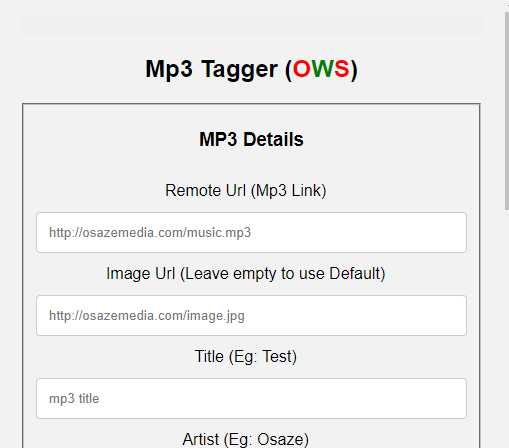 Mp3 Tagger (OWS)
MP3 Details
Remote Url (Mp3 Link)
http://osazemedia.com/music.mp3
Image Url (Leave empty to use Default)
http://osazemedia.com/image.jpg
Title (Eg: Test)
mp3 title
Artist (Eg: Osaze)